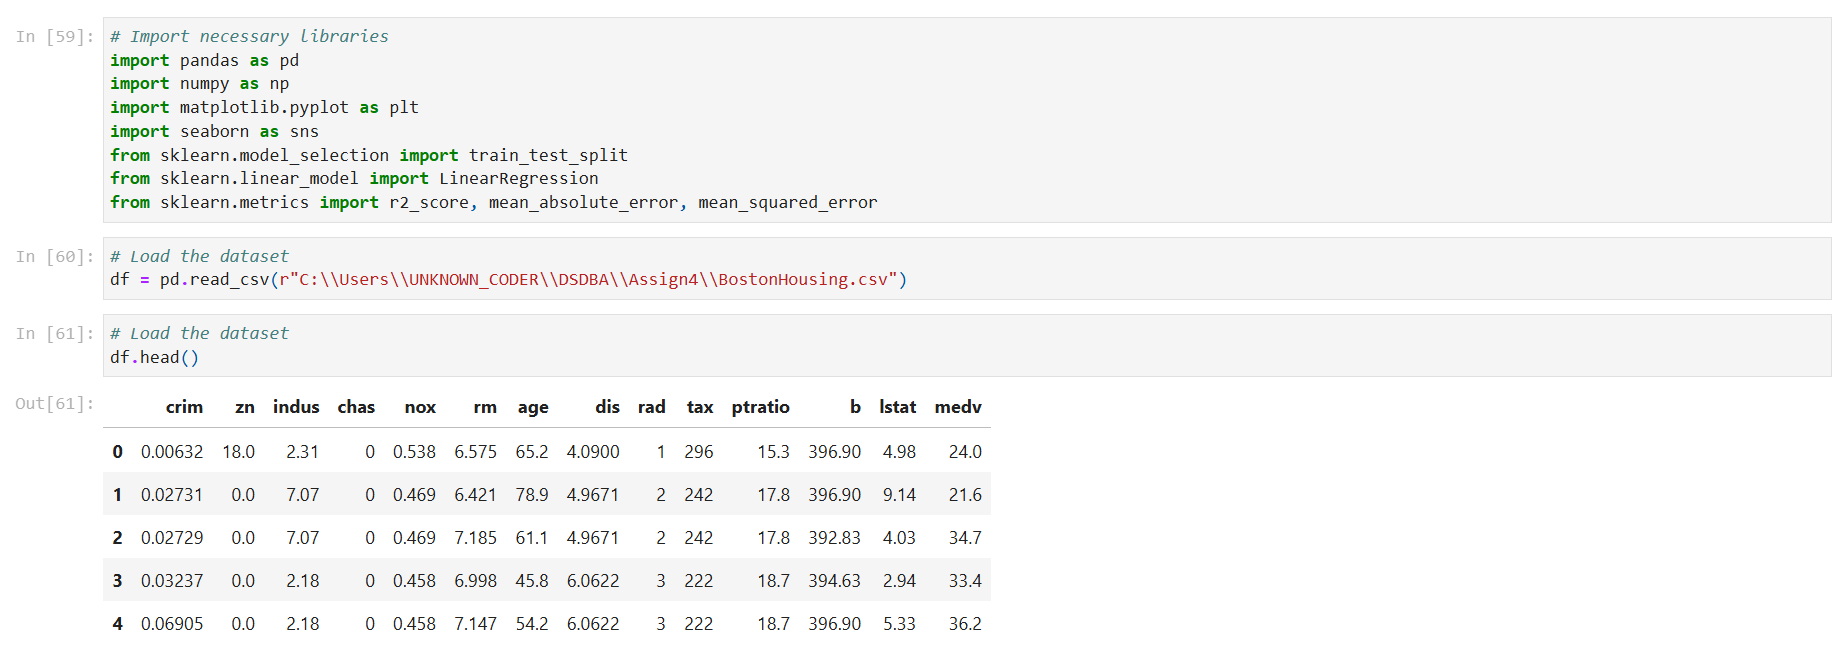 In [59]: # Import necessary libraries
import pandas as pd
import numpy as np
import matplotlib.pyplot as plt
import seaborn as sns
from sklearn.model_selection import train_test_split
from sklearn.linear_model import LinearRegression
from sklearn.metrics import r2_score, mean_absolute_error, mean_squared_error
In [60]: # Load the dataset
df = pd.read_csv(r"C:\\Users\\UNKNOWN_CODER\\DSDBA\\Assign4\\BostonHousing.csv")
In [61]: # Load the dataset
df.head()
Out[61]: crim zn indus chas nox rm age dis rad tax ptratio b lstat medv
0 0.00632 18.0 2.31 0 0.538 6.575 65.2 4.0900 1 296 15.3 396.90 4.98 24.0
1 0.02731 0.0 7.07 0 0.469 6.421 78.9 4.9671 2 242 17.8 396.90 9.14 21.6
2 0.02729 0.0 7.07 0 0.469 7.185 61.1 4.9671 2 242 17.8 392.83 4.03 34.7
3 0.03237 0.0 2.18 0 0.458 6.998 45.8 6.0622 3 222 18.7 394.63 2.94 33.4
4 0.06905 0.0 2.18 0 0.458 7.147 54.2 6.0622 3 222 18.7 396.90 5.33 36.2